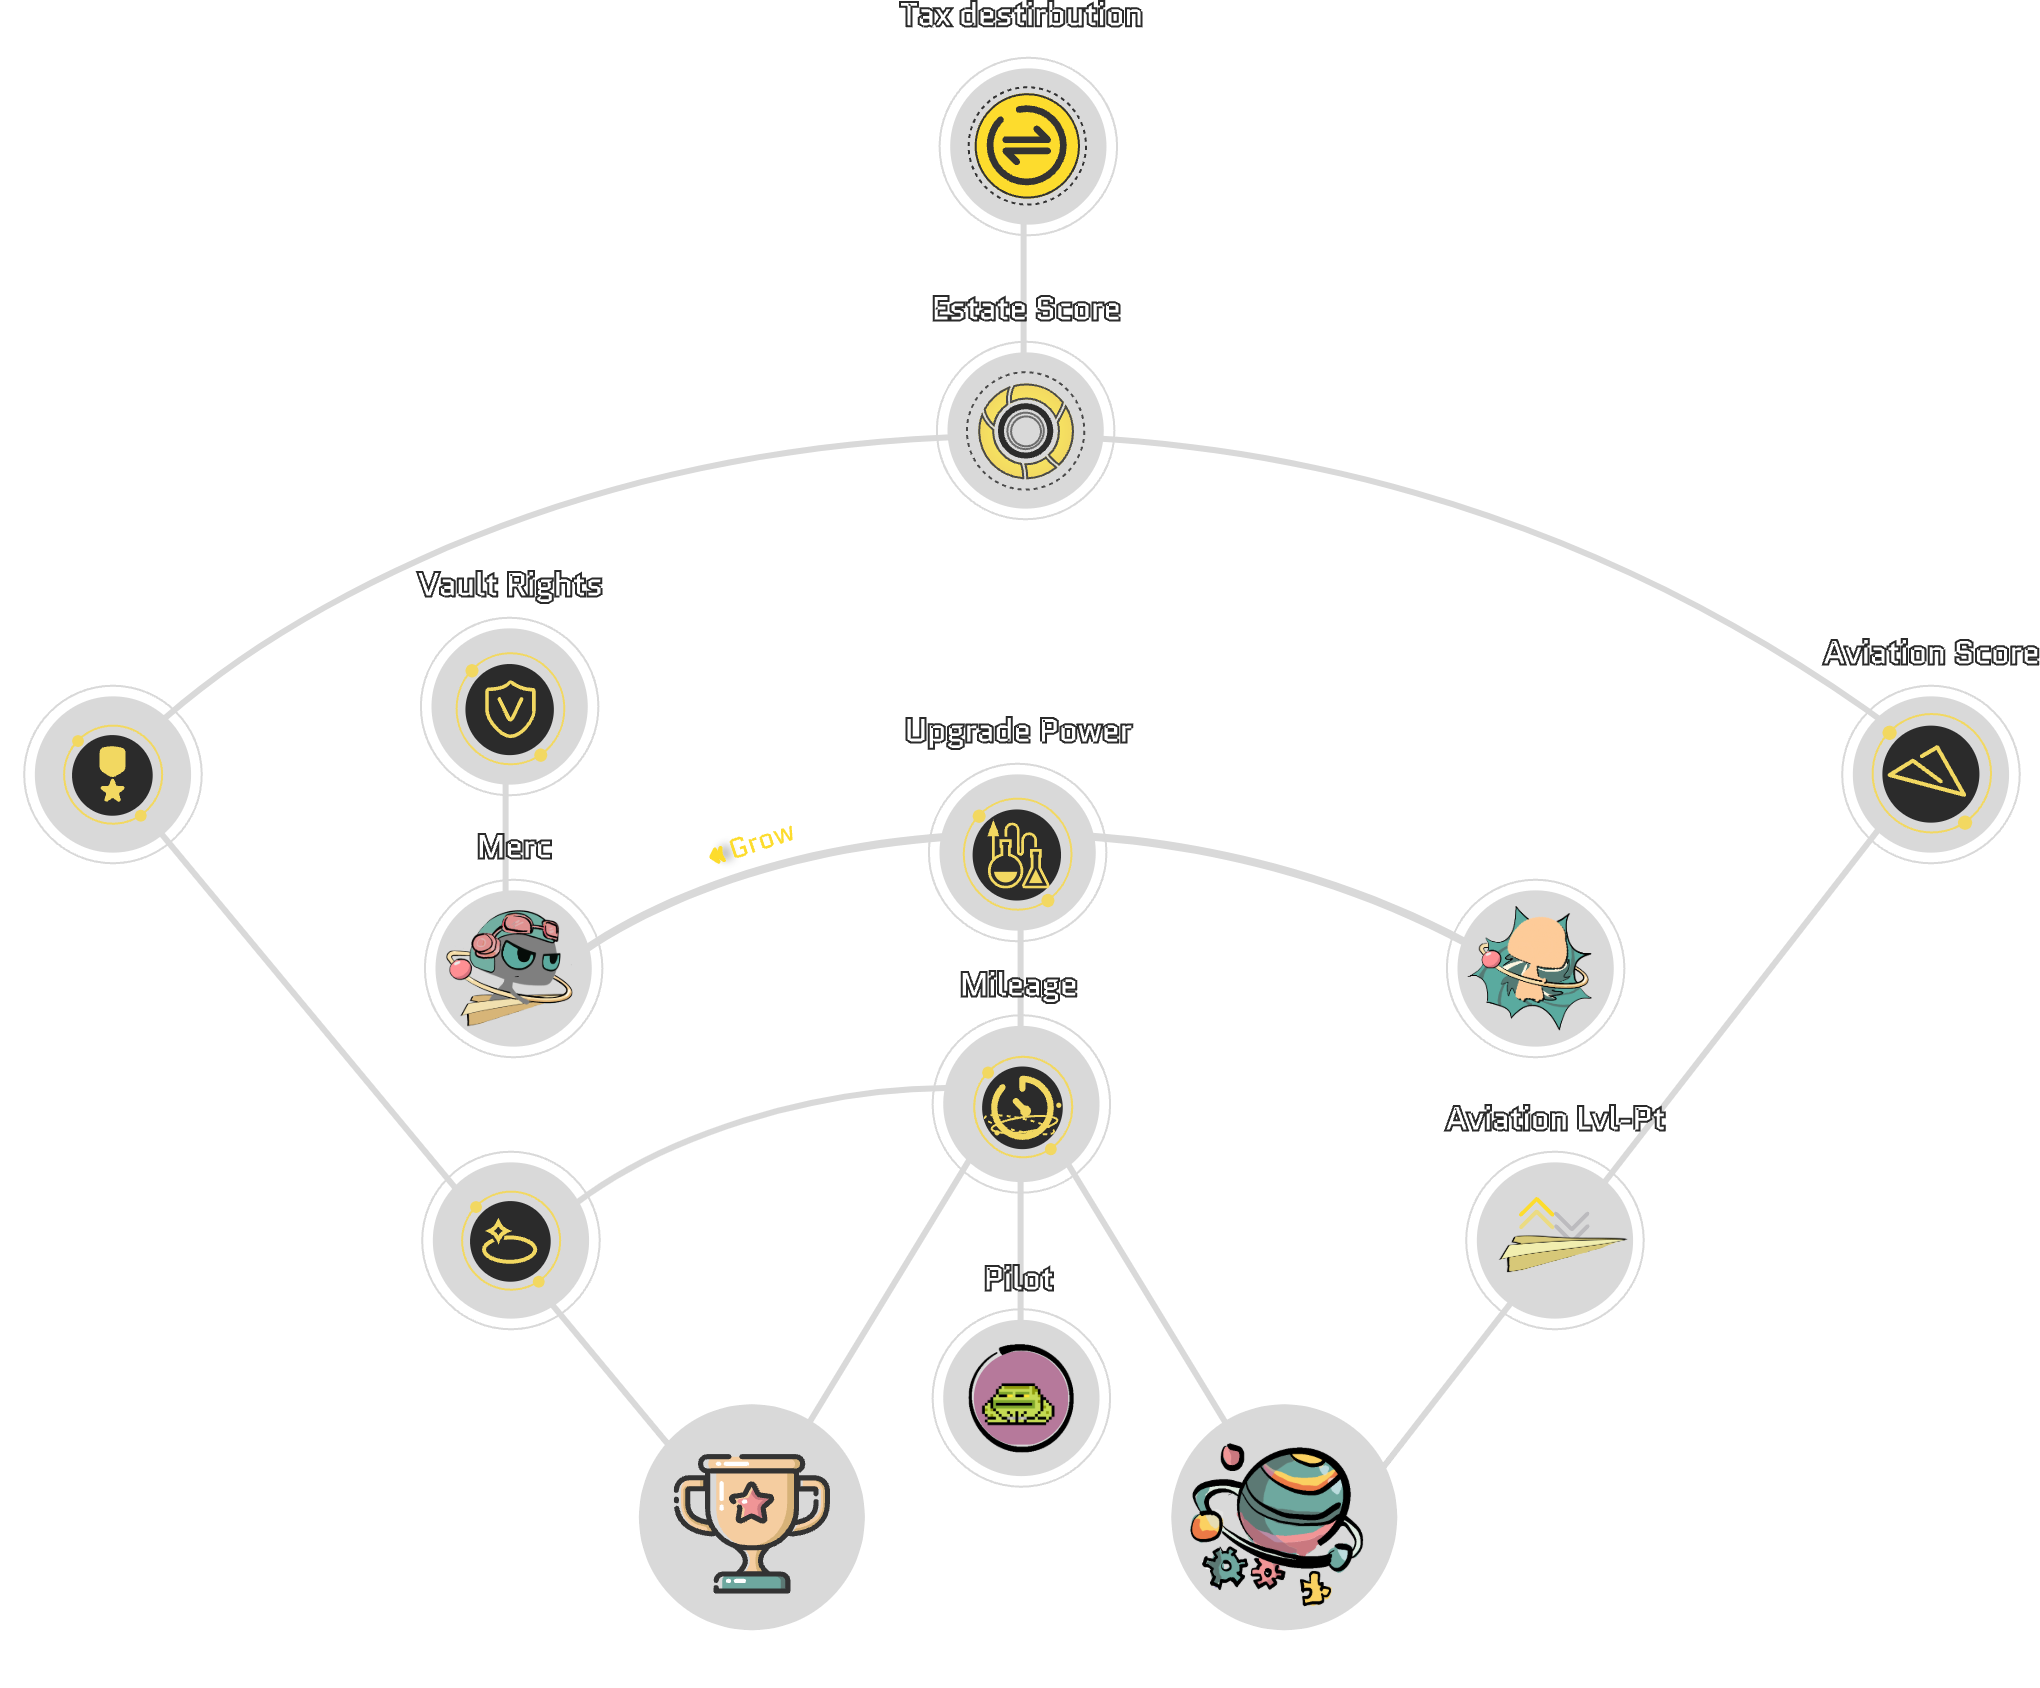 Tax destirbution
Estate Score
Vault Rights
Aviation Score
Upgrade Power
Merc
Grow
Mileage
Aviation Lvl-Pt
Pilot